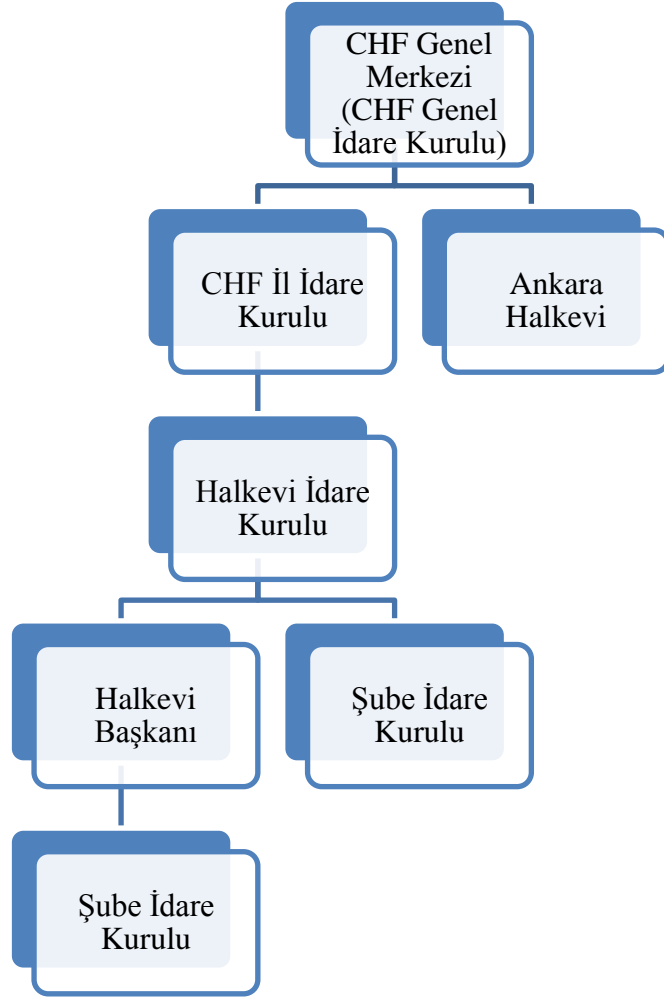 CHF Genel
Merkezi
(CHF Genel
İdare Kurulu)
CHF İl İdare
Kurulu
Ankara
Halkevi
Halkevi İdare
Kurulu
Halkevi
Başkanı
Şube İdare
Kurulu
Şube İdare
Kurulu